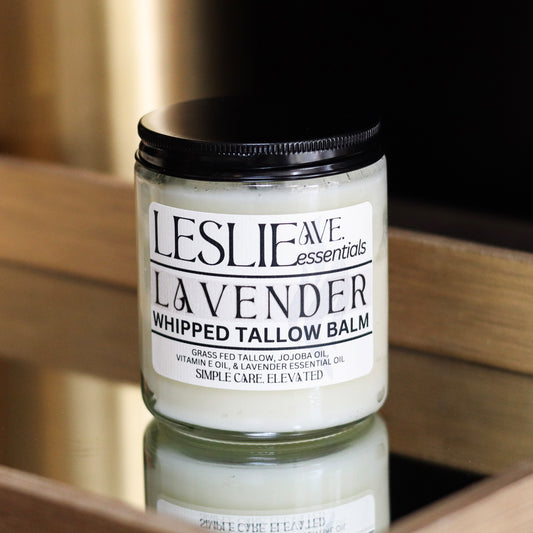 LESLIE AVE.
essentials
LAVENDER
WHIPPED TALLOW BALM
GRASS FED TALLOW, JOJOBA OIL,
VITAMIN E OIL, & LAVENDER ESSENTIAL OIL
SIMPLE CARE. ELEVATED